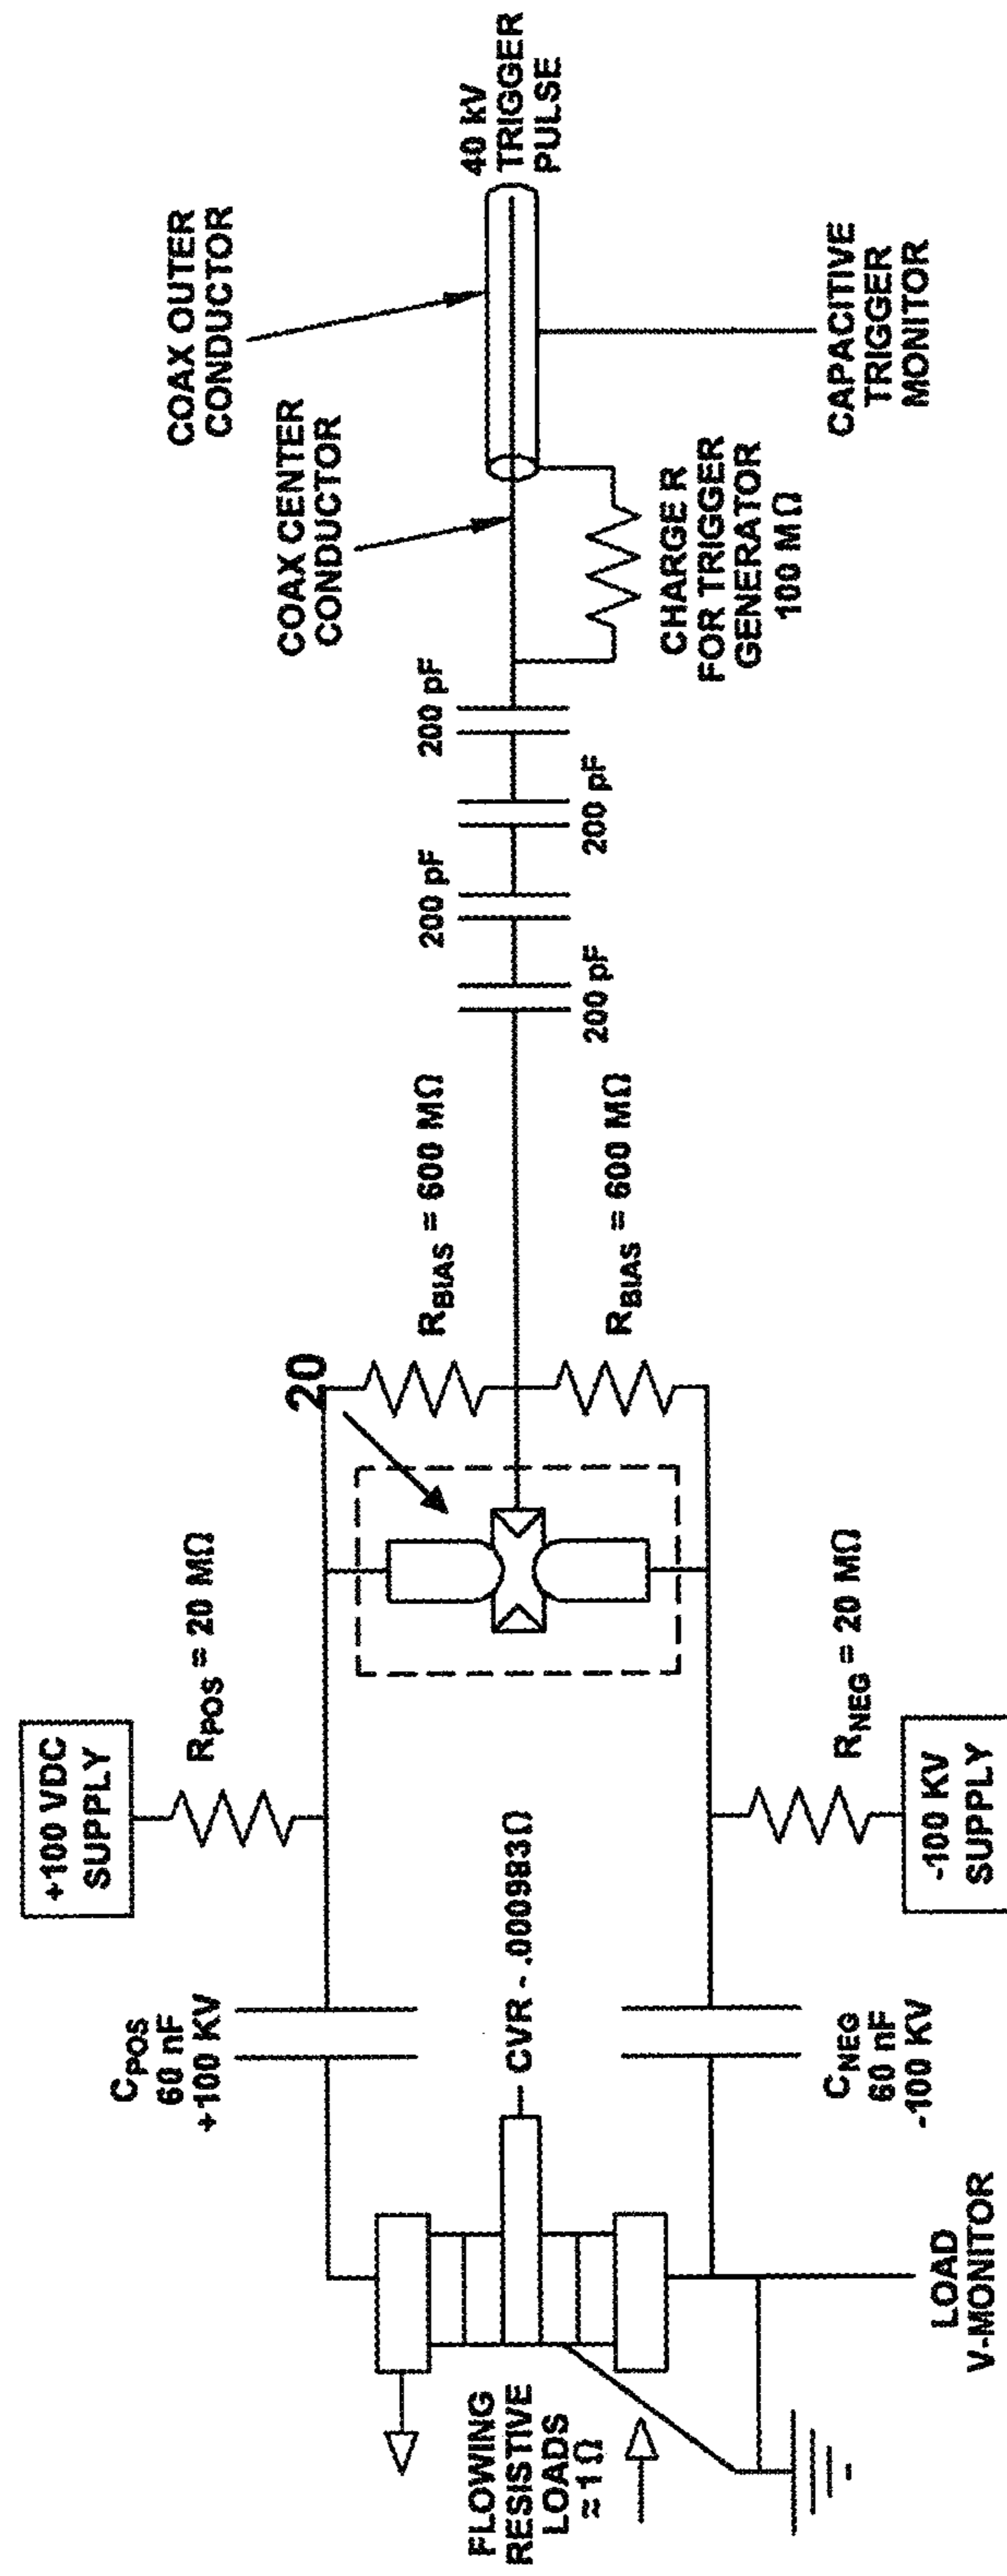 COAX OUTER
CONDUCTOR
COAX CENTER
CONDUCTOR
40 kV
TRIGGER
PULSE
200 pF
200 pF
200 pF
200 pF
CHARGE R
FOR TRIGGER
GENERATOR
100 MΩ
CAPACITIVE
TRIGGER
MONITOR
R_BIAS = 600 MΩ
R_BIAS = 600 MΩ
20
+100 VDC
SUPPLY
R_POS = 20 MΩ
R_NEG = 20 MΩ
-100 KV
SUPPLY
C_POS
60 nF
+100 KV
CVR - .000983Ω
C_NEG
60 nF
-100 KV
FLOWING
RESISTIVE
LOADS
≈ 1 Ω
LOAD
V-MONITOR